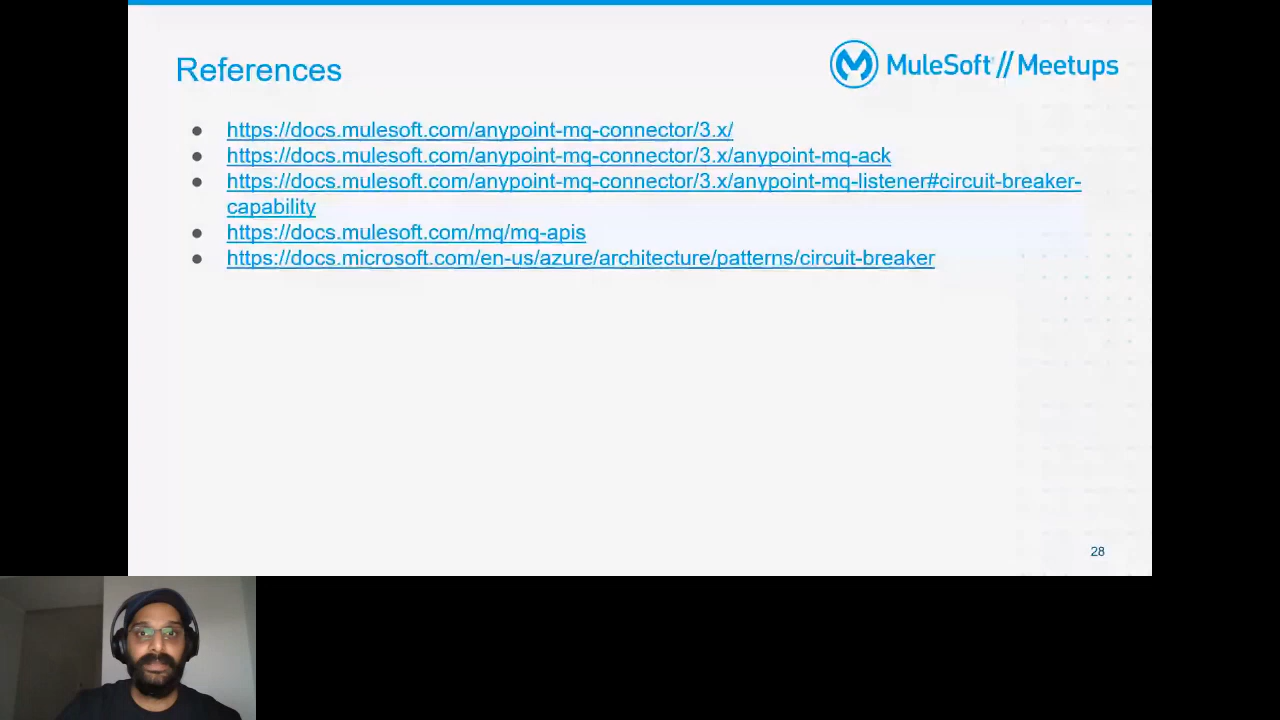 References
MuleSoft // Meetups
https://docs.mulesoft.com/anypoint-mq-connector/3.x/
https://docs.mulesoft.com/anypoint-mq-connector/3.x/anypoint-mq-ack
https://docs.mulesoft.com/anypoint-mq-connector/3.x/anypoint-mq-listener#circuit-breaker-
capability
https://docs.mulesoft.com/mq/mq-apis
https://docs.microsoft.com/en-us/azure/architecture/patterns/circuit-breaker
28